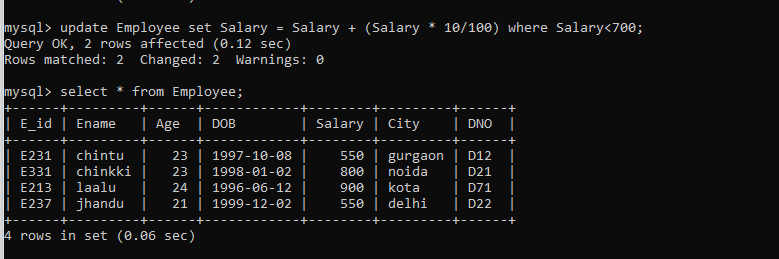 mysql> update Employee set Salary = Salary + (Salary * 10/100) where Salary<700;
Query OK, 2 rows affected (0.12 sec)
Rows matched: 2  Changed: 2  Warnings: 0
mysql> select * from Employee;
+------+---------+------+------------+--------+---------+------+
| E_id | Ename   | Age  | DOB        | Salary | City    | DNO  |
+------+---------+------+------------+--------+---------+------+
| E231 | chintu  |   23 | 1997-10-08 |    550 | gurgaon | D12  |
| E331 | chinkki |   23 | 1998-01-02 |    800 | noida   | D21  |
| E213 | laalu   |   24 | 1996-06-12 |    900 | kota    | D71  |
| E237 | jhandu  |   21 | 1999-12-02 |    550 | delhi   | D22  |
+------+---------+------+------------+--------+---------+------+
4 rows in set (0.06 sec)